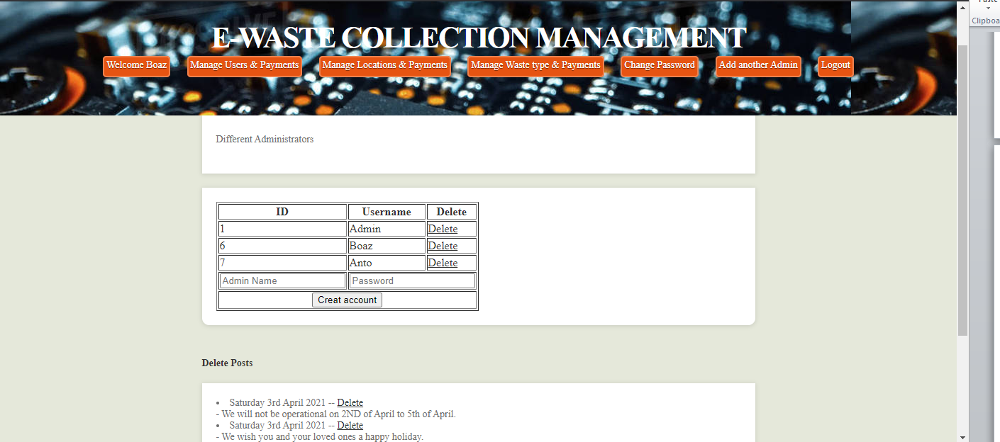 E-WASTE COLLECTION MANAGEMENT
Welcome Boaz Manage Users & Payments Manage Locations & Payments Manage Waste type & Payments Change Password Add another Admin Logout
Clipboa
Different Administrators
ID Username Delete
1 Admin Delete
6 Boaz Delete
7 Anto Delete
Admin Name Password
Creat account
Delete Posts
• Saturday 3rd April 2021 -- Delete
- We will not be operational on 2ND of April to 5th of April.
• Saturday 3rd April 2021 -- Delete
- We wish you and your loved ones a happy holiday.